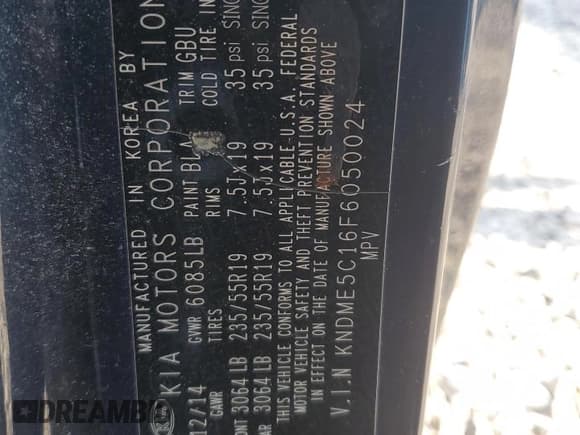 MANUFACTURED IN KOREA BY
KIA MOTORS CORPORATION
12/14 GVWR 6085LB PAINT TRIM GBU
GAWR TIRES RIMS COLD TIRE
3064LB 235/55R19 7.5Jx19 35 psi
3064LB 235/55R19 7.5Jx19 35 psi
THIS VEHICLE CONFORMS TO ALL APPLICABLE U.S.A. FEDERAL
MOTOR VEHICLE SAFETY AND THEFT PREVENTION STANDARDS
IN EFFECT ON THE DATE OF MANUFACTURE SHOWN ABOVE
V.I.N KNDME5C16F6050024
MPV
DREAMBID